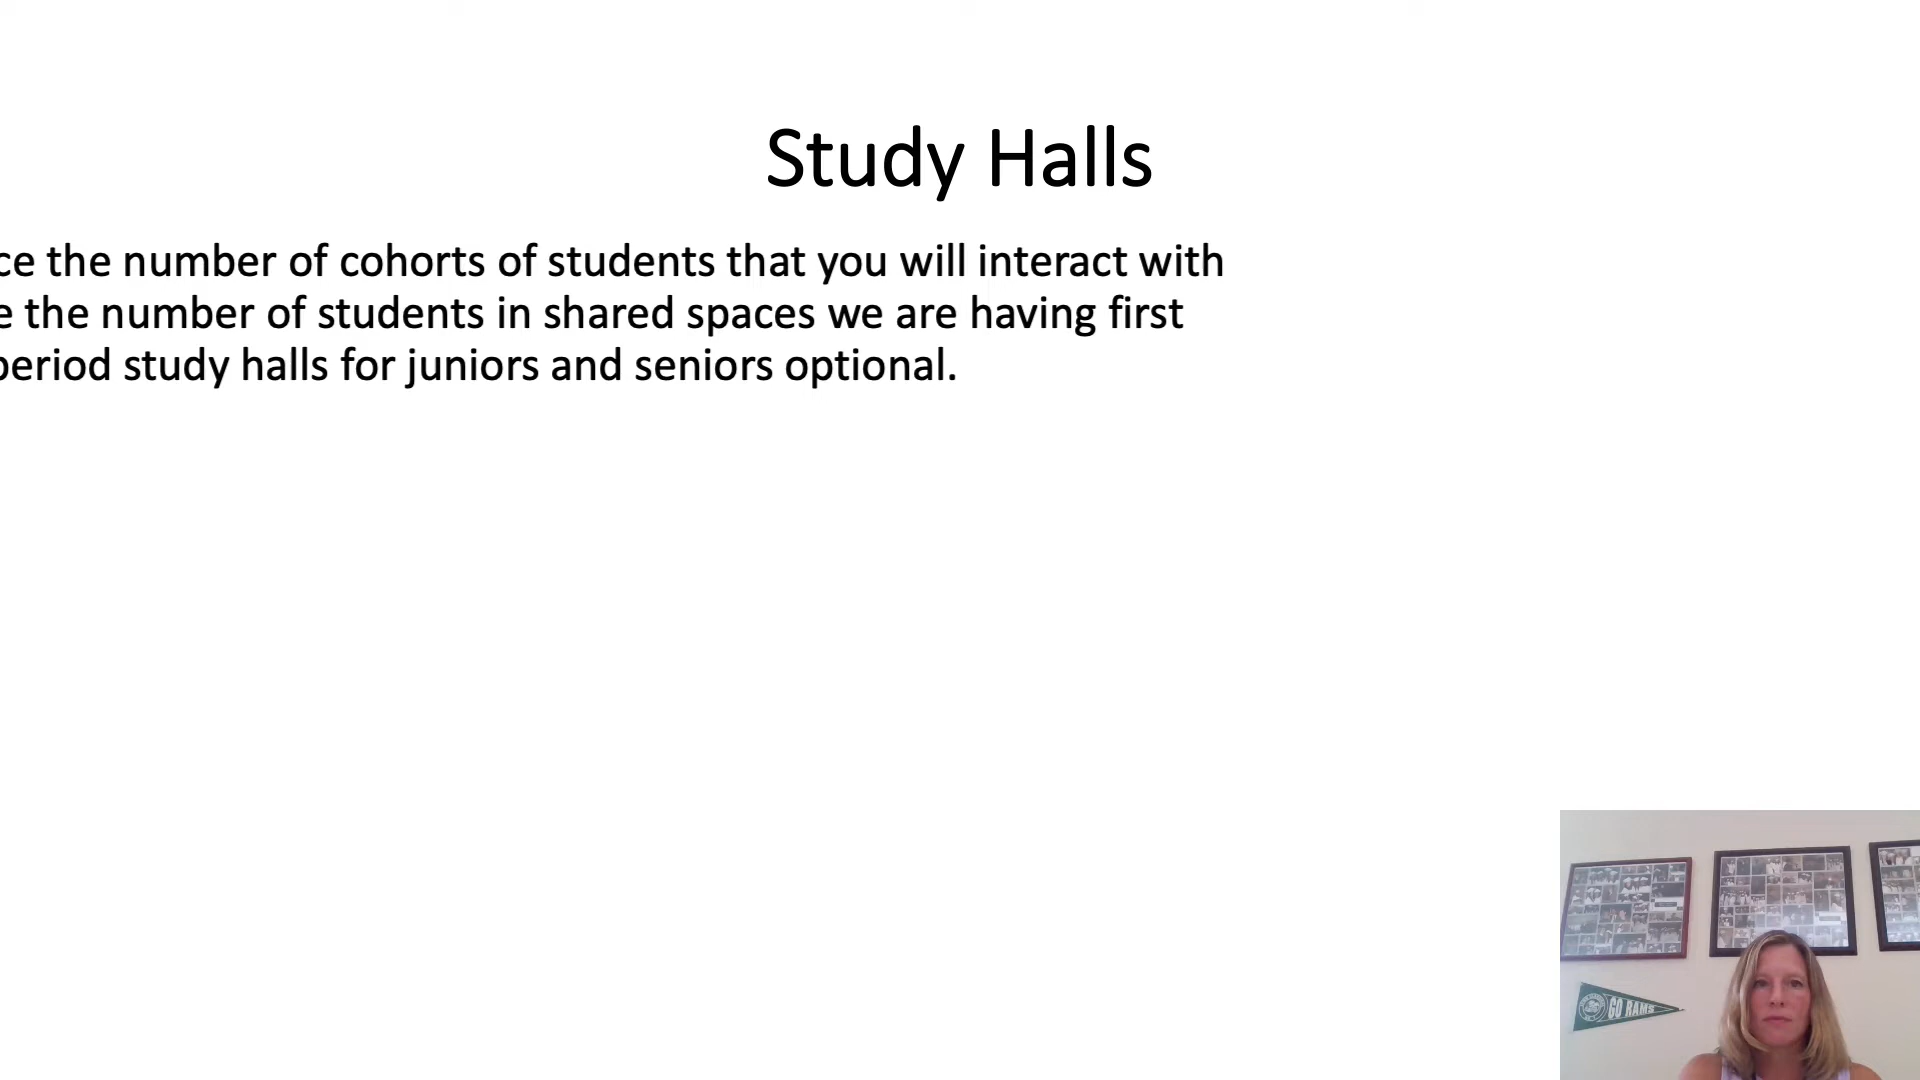 Study Halls
ce the number of cohorts of students that you will interact with
e the number of students in shared spaces we are having first
period study halls for juniors and seniors optional.
GO RAMS